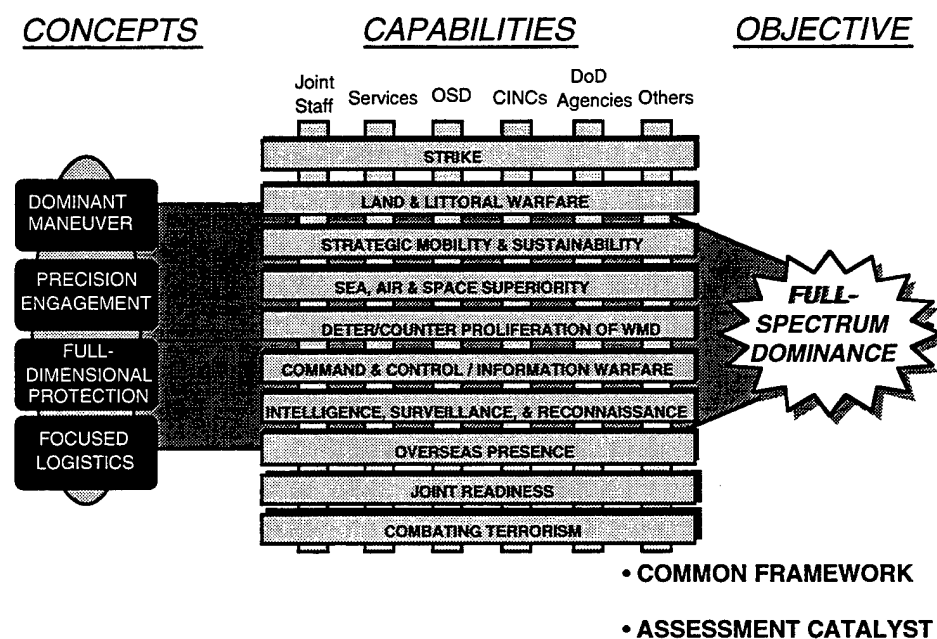 CONCEPTS
CAPABILITIES
OBJECTIVE
Joint
Staff
Services
OSD
CINCs
DoD
Agencies
Others
STRIKE
LAND & LITTORAL WARFARE
STRATEGIC MOBILITY & SUSTAINABILITY
SEA, AIR & SPACE SUPERIORITY
DETER/COUNTER PROLIFERATION OF WMD
COMMAND & CONTROL / INFORMATION WARFARE
INTELLIGENCE, SURVEILLANCE, & RECONNAISSANCE
OVERSEAS PRESENCE
JOINT READINESS
COMBATING TERRORISM
DOMINANT
MANEUVER
PRECISION
ENGAGEMENT
FULL-
DIMENSIONAL
PROTECTION
FOCUSED
LOGISTICS
FULL-
SPECTRUM
DOMINANCE
• COMMON FRAMEWORK
• ASSESSMENT CATALYST